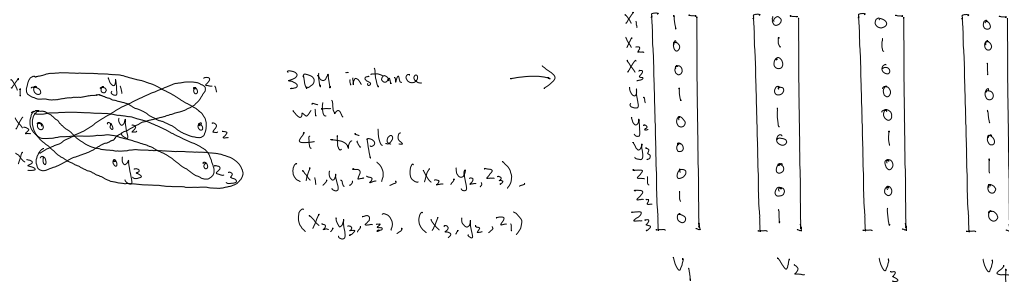 x₁ y₁ z₁
x₂ y₂ z₂
x₃ y₃ z₃
3DM instance →
with
4 triples
(x₁,y₁,z₂), (x₂,y₂,z₃),
(x₂,y₃,z₃), (x₃,y₂,z₁)
x₁ 1 0 0 0
x₂ 0 1 1 0
x₃ 0 0 0 1
y₁ 1 0 0 0
y₂ 0 1 0 1
y₃ 0 0 1 0
z₁ 0 0 0 1
z₂ 1 0 0 0
z₃ 0 1 1 0
V₁ V₂ V₃ V₄